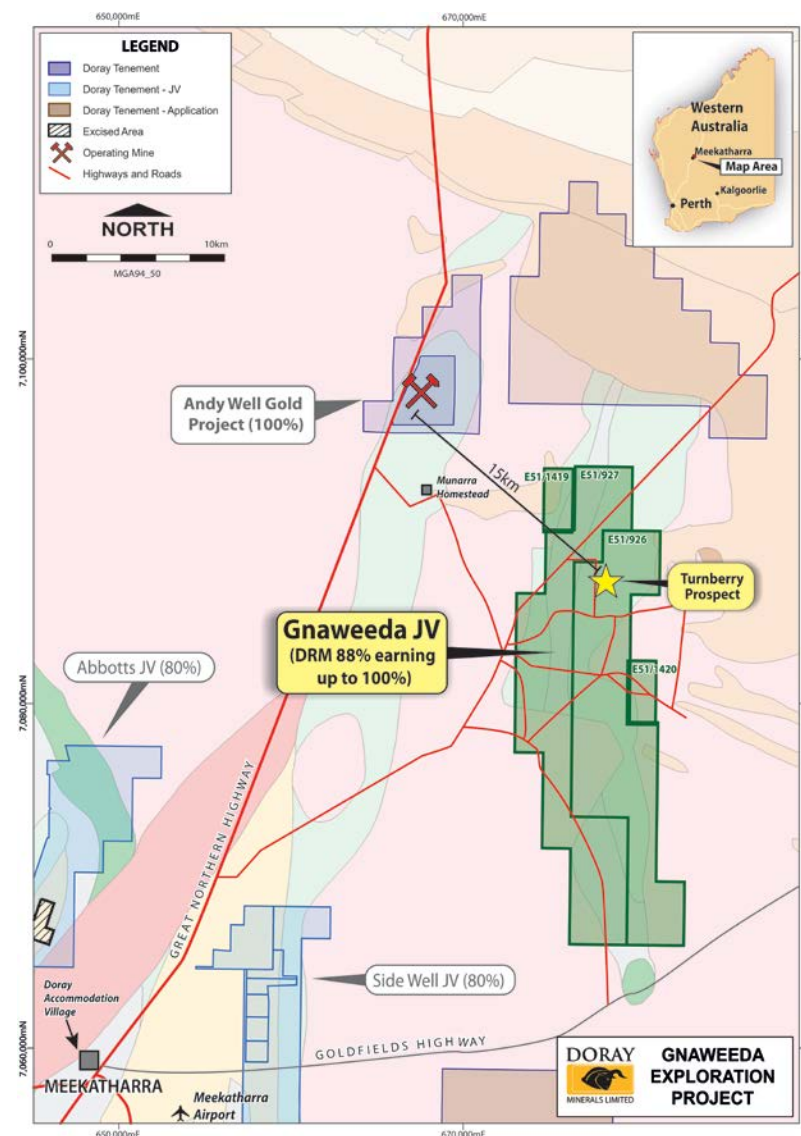 650,000mE
670,000mE
LEGEND
Doray Tenement
Doray Tenement - JV
Doray Tenement - Application
Excised Area
Operating Mine
Highways and Roads
NORTH
0
10km
MGA94_50
Western
Australia
Meekatharra
Map Area
Kalgoorlie
Perth
7,100,000mN
Andy Well Gold
Project (100%)
15km
Munarra
Homestead
E51/1419
E51/927
E51/926
Turnberry
Prospect
Gnaweeda JV
(DRM 88% earning
up to 100%)
E51/1420
Abbotts JV (80%)
7,080,000mN
GREAT NORTHERN HIGHWAY
Side Well JV (80%)
Doray
Accommodation
Village
GOLDFIELDS HIGHWAY
7,060,000mN
MEEKATHARRA
Meekatharra
Airport
DORAY
MINERALS LIMITED
GNAWEEDA
EXPLORATION
PROJECT
650,000mE
670,000mE